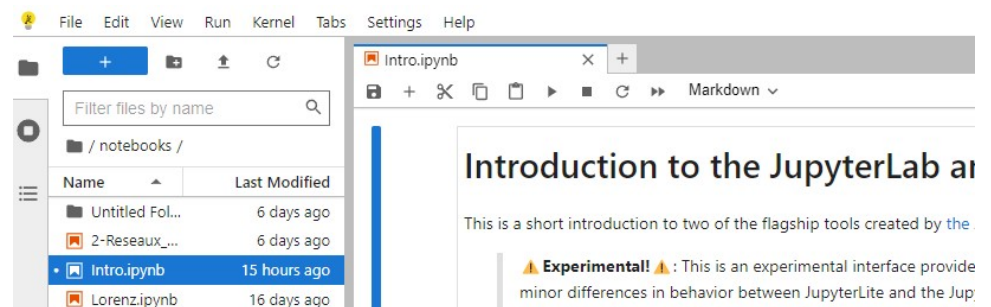 File Edit View Run Kernel Tabs Settings Help
Intro.ipynb
Filter files by name
Markdown
/ notebooks /
Name Last Modified
Untitled Fol... 6 days ago
2-Reseaux_... 6 days ago
Intro.ipynb 15 hours ago
Lorenz.ipynb 16 days ago
Introduction to the JupyterLab an
This is a short introduction to two of the flagship tools created by the
Experimental! : This is an experimental interface provide
minor differences in behavior between JupyterLite and the Jup